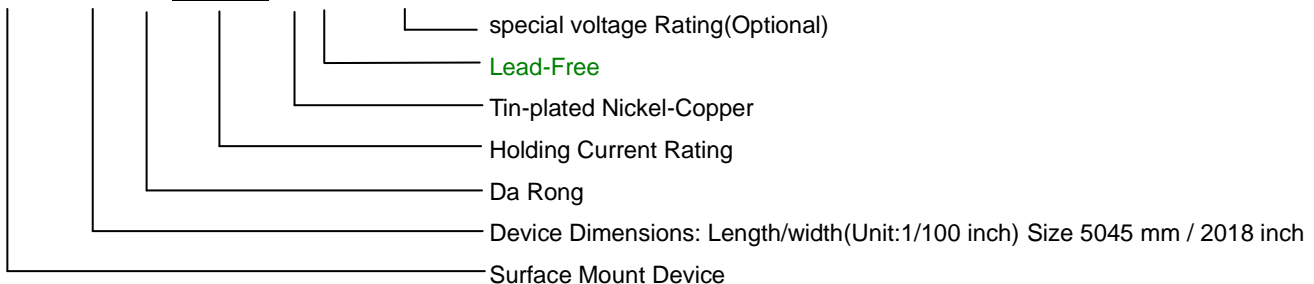 special voltage Rating(Optional)
Lead-Free
Tin-plated Nickel-Copper
Holding Current Rating
Da Rong
Device Dimensions: Length/width(Unit:1/100 inch) Size 5045 mm / 2018 inch
Surface Mount Device